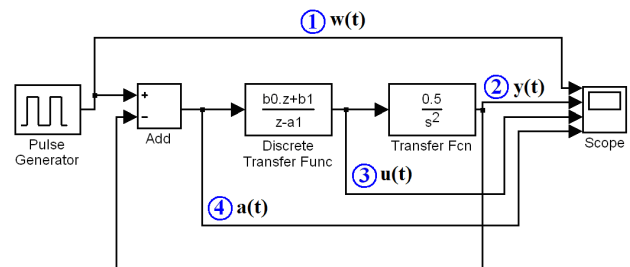 1 w(t)
2 y(t)
+
−
Pulse
Generator
Add
b0.z+b1
z-a1
Discrete
Transfer Func
0.5
s²
Transfer Fcn
Scope
3 u(t)
4 a(t)